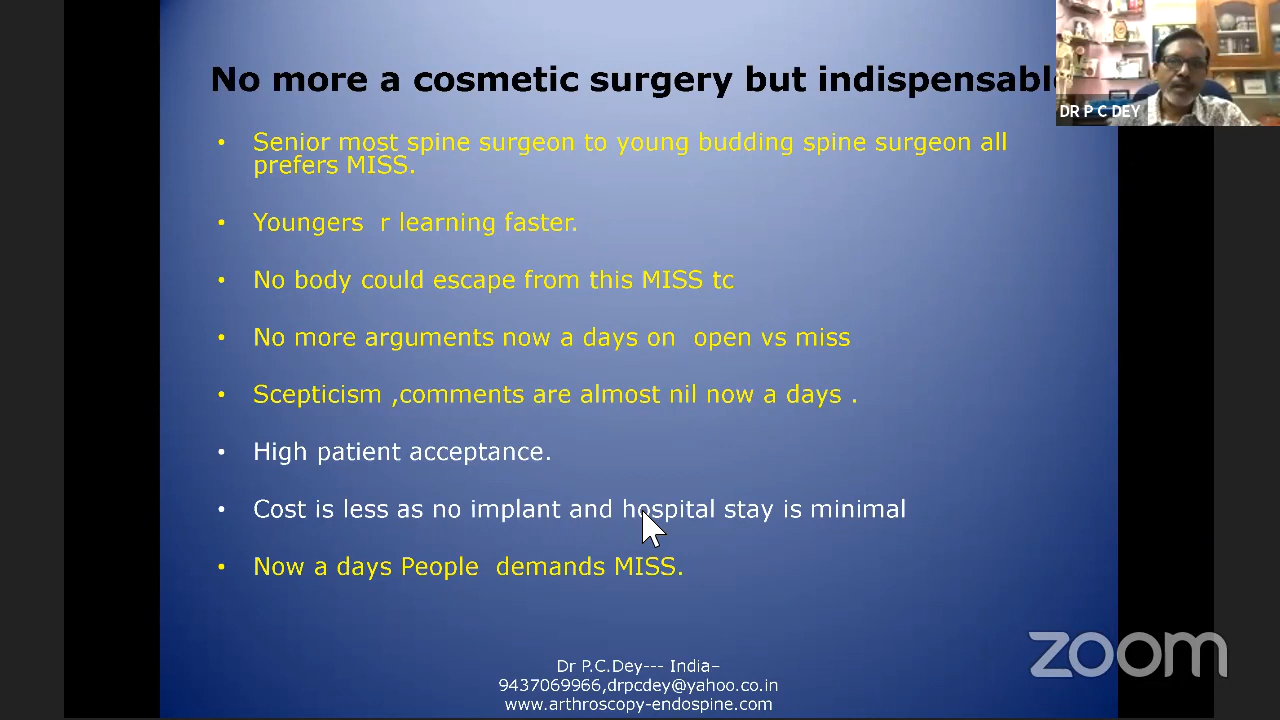 No more a cosmetic surgery but indispensabl
DR P C DEY
• Senior most spine surgeon to young budding spine surgeon all
prefers MISS.
• Youngers r learning faster.
• No body could escape from this MISS tc
• No more arguments now a days on open vs miss
• Scepticism ,comments are almost nil now a days .
• High patient acceptance.
• Cost is less as no implant and hospital stay is minimal
• Now a days People demands MISS.
Dr P.C.Dey--- India–
9437069966,drpcdey@yahoo.co.in
www.arthroscopy-endospine.com
zoom